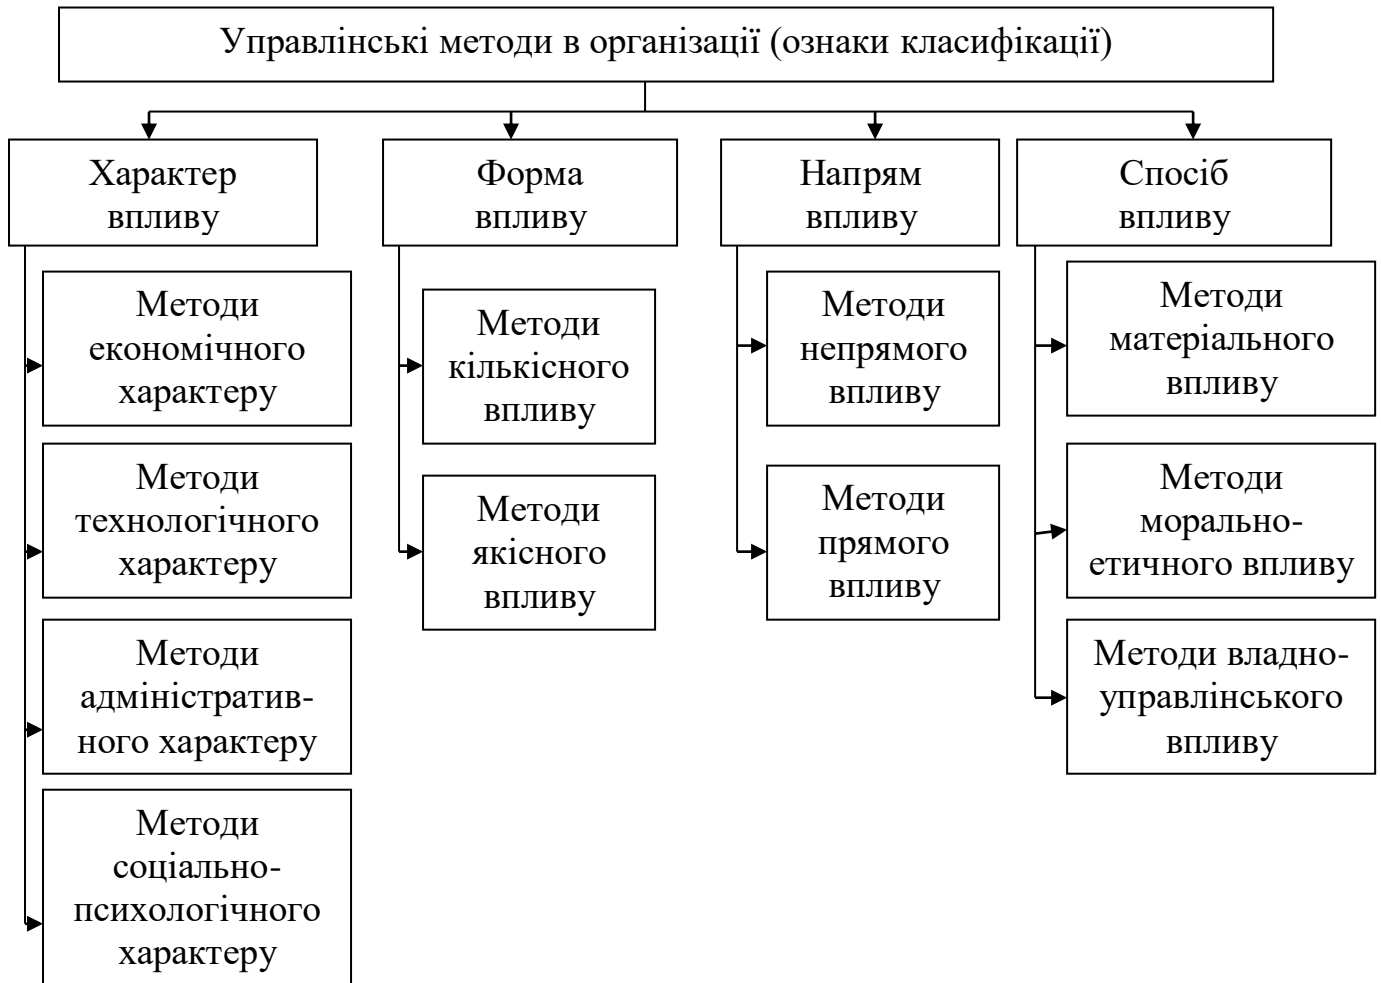 Управлінські методи в організації (ознаки класифікації)
Характер
впливу
Форма
впливу
Напрям
впливу
Спосіб
впливу
Методи
економічного
характеру
Методи
технологічного
характеру
Методи
адміністратив-
ного характеру
Методи
соціально-
психологічного
характеру
Методи
кількісного
впливу
Методи
якісного
впливу
Методи
непрямого
впливу
Методи
прямого
впливу
Методи
матеріального
впливу
Методи
морально-
етичного впливу
Методи владно-
управлінського
впливу